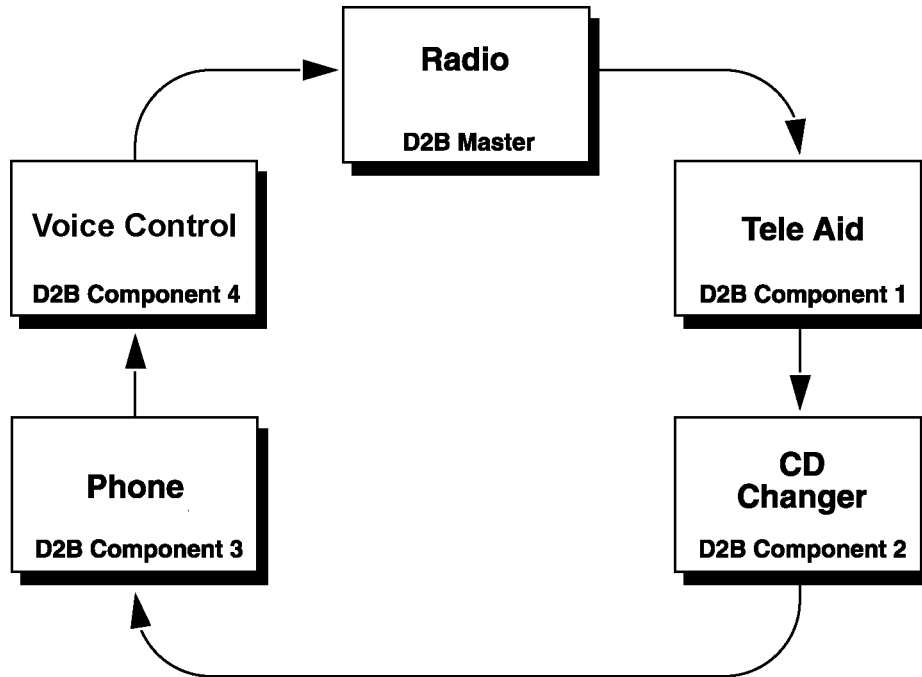 Radio
D2B Master
Voice Control
D2B Component 4
Tele Aid
D2B Component 1
Phone
D2B Component 3
CD
Changer
D2B Component 2